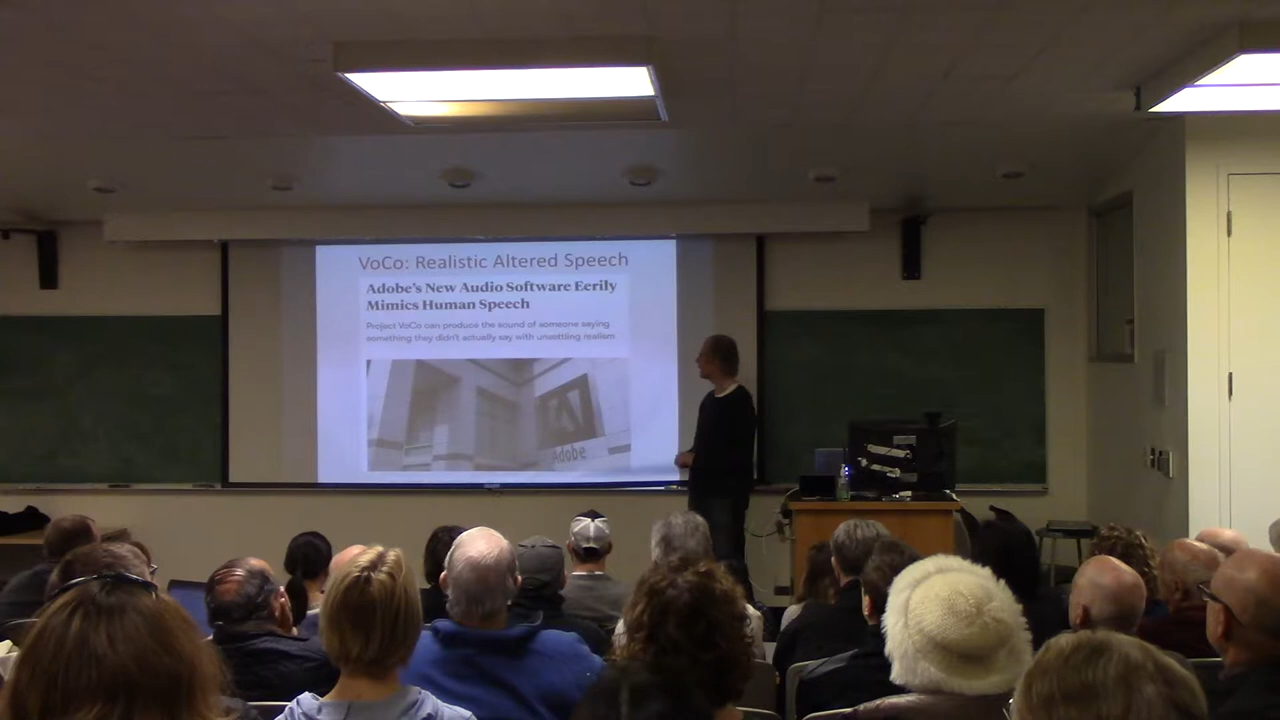 VoCo: Realistic Altered Speech
Adobe's New Audio Software Eerily
Mimics Human Speech
Project VoCo can produce the sound of someone saying
something they didn't actually say with unsettling realism
Adobe